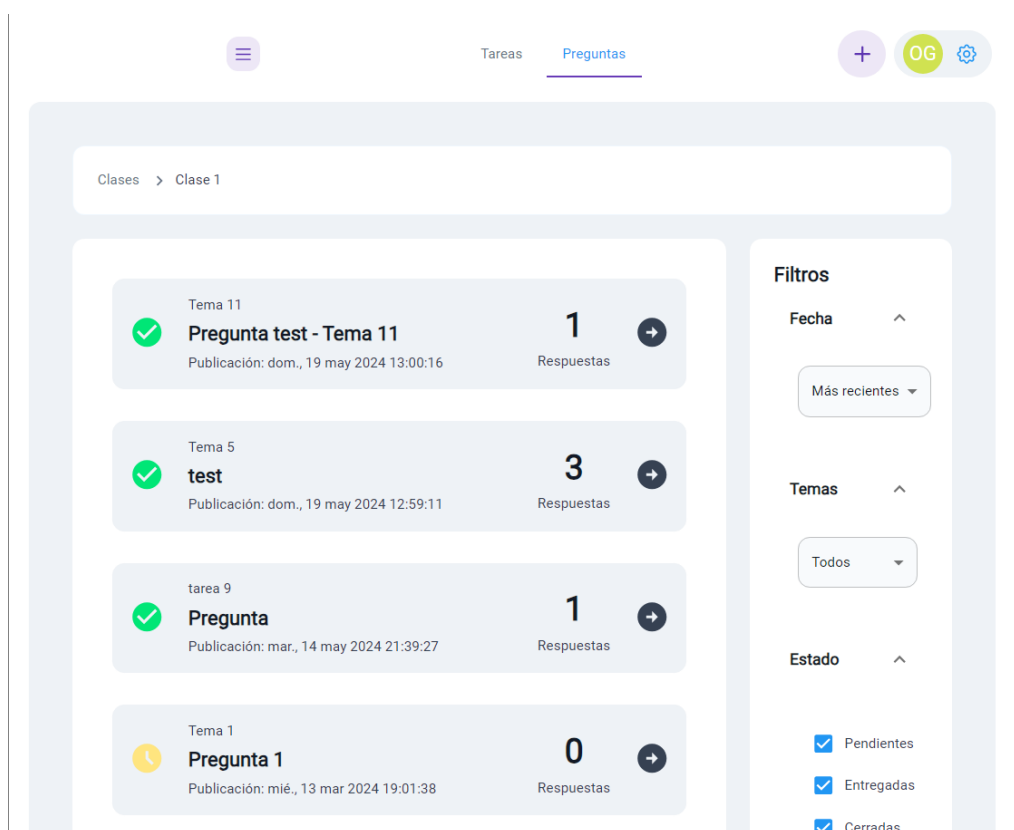 Tareas Preguntas
OG
Clases > Clase 1
Tema 11
Pregunta test - Tema 11
Publicación: dom., 19 may 2024 13:00:16
1
Respuestas
Tema 5
test
Publicación: dom., 19 may 2024 12:59:11
3
Respuestas
tarea 9
Pregunta
Publicación: mar., 14 may 2024 21:39:27
1
Respuestas
Tema 1
Pregunta 1
Publicación: mié., 13 mar 2024 19:01:38
0
Respuestas
Filtros
Fecha
Más recientes
Temas
Todos
Estado
Pendientes
Entregadas
Cerradas